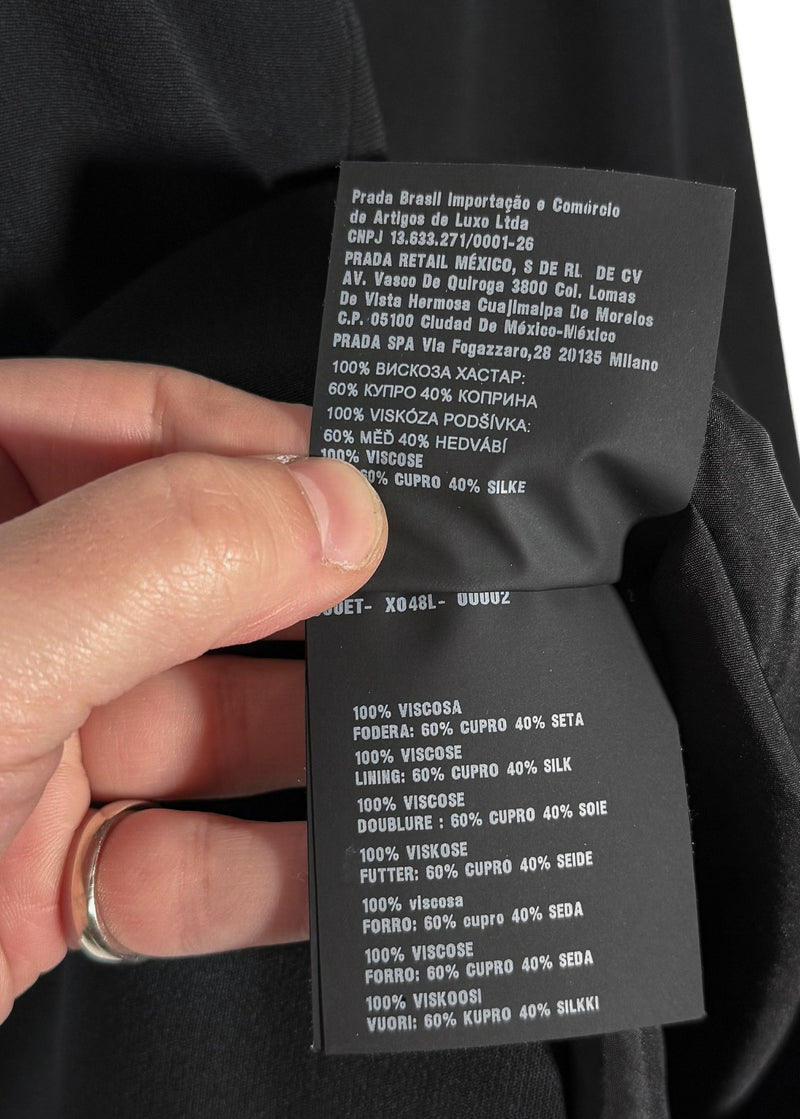 Prada Brasil Importação e Comércio
de Artigos de Luxo Ltda
CNPJ 13.633.271/0001-26
PRADA RETAIL MÉXICO, S DE RL DE CV
AV. Vasco De Quiroga 3800 Col. Lomas
De Vista Hermosa Cuajimalpa De Morelos
C.P. 05100 Ciudad De México-México
PRADA SPA Via Fogazzaro,28 20135 Milano
100% ВИСКОЗА ХАСТАР:
60% КУПРО 40% КОПРИНА
100% VISKÓZA PODŠÍVKA:
60% MĚĎ 40% HEDVÁBÍ
100% VISCOSE
60% CUPRO 40% SILKE
X048L- 00002
100% VISCOSA
FODERA: 60% CUPRO 40% SETA
100% VISCOSE
LINING: 60% CUPRO 40% SILK
100% VISCOSE
DOUBLURE : 60% CUPRO 40% SOIE
100% VISKOSE
FUTTER: 60% CUPRO 40% SEIDE
100% viscosa
FORRO: 60% cupro 40% SEDA
100% VISCOSE
FORRO: 60% CUPRO 40% SEDA
100% VISKOOSI
VUORI: 60% KUPRO 40% SILKKI